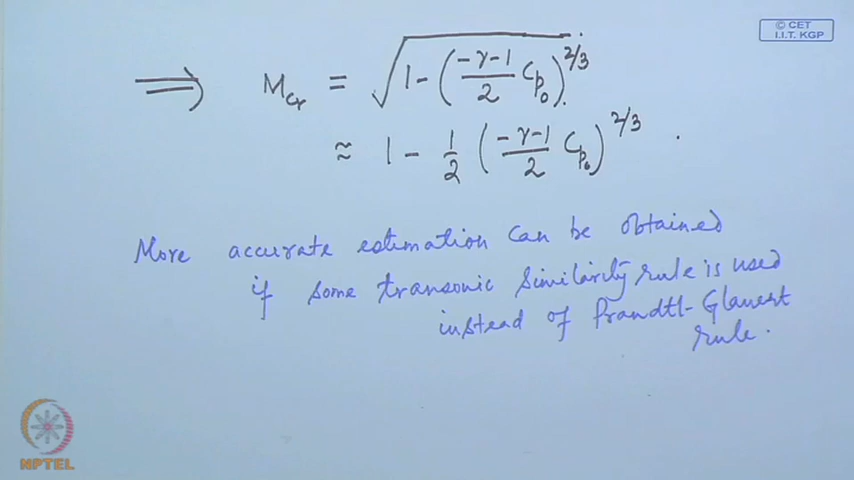 © CET
I.I.T. KGP
⟹ M_cr = √(1 - ((-γ-1)/2 C_p₀)^2/3)
≈ 1 - 1/2 ((-γ-1)/2 C_p₀)^2/3 .
More accurate estimation can be obtained
if some transonic similarity rule is used
instead of Prandtl-Glauert
rule.
NPTEL